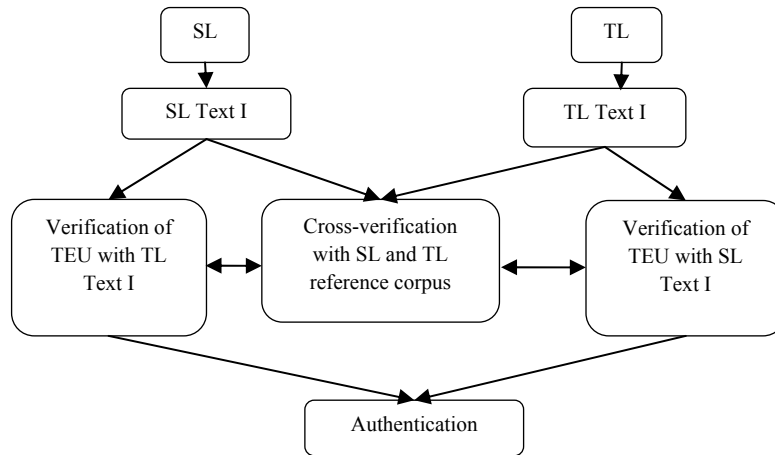 SL
TL
SL Text I
TL Text I
Verification of
TEU with TL
Text I
Cross-verification
with SL and TL
reference corpus
Verification of
TEU with SL
Text I
Authentication